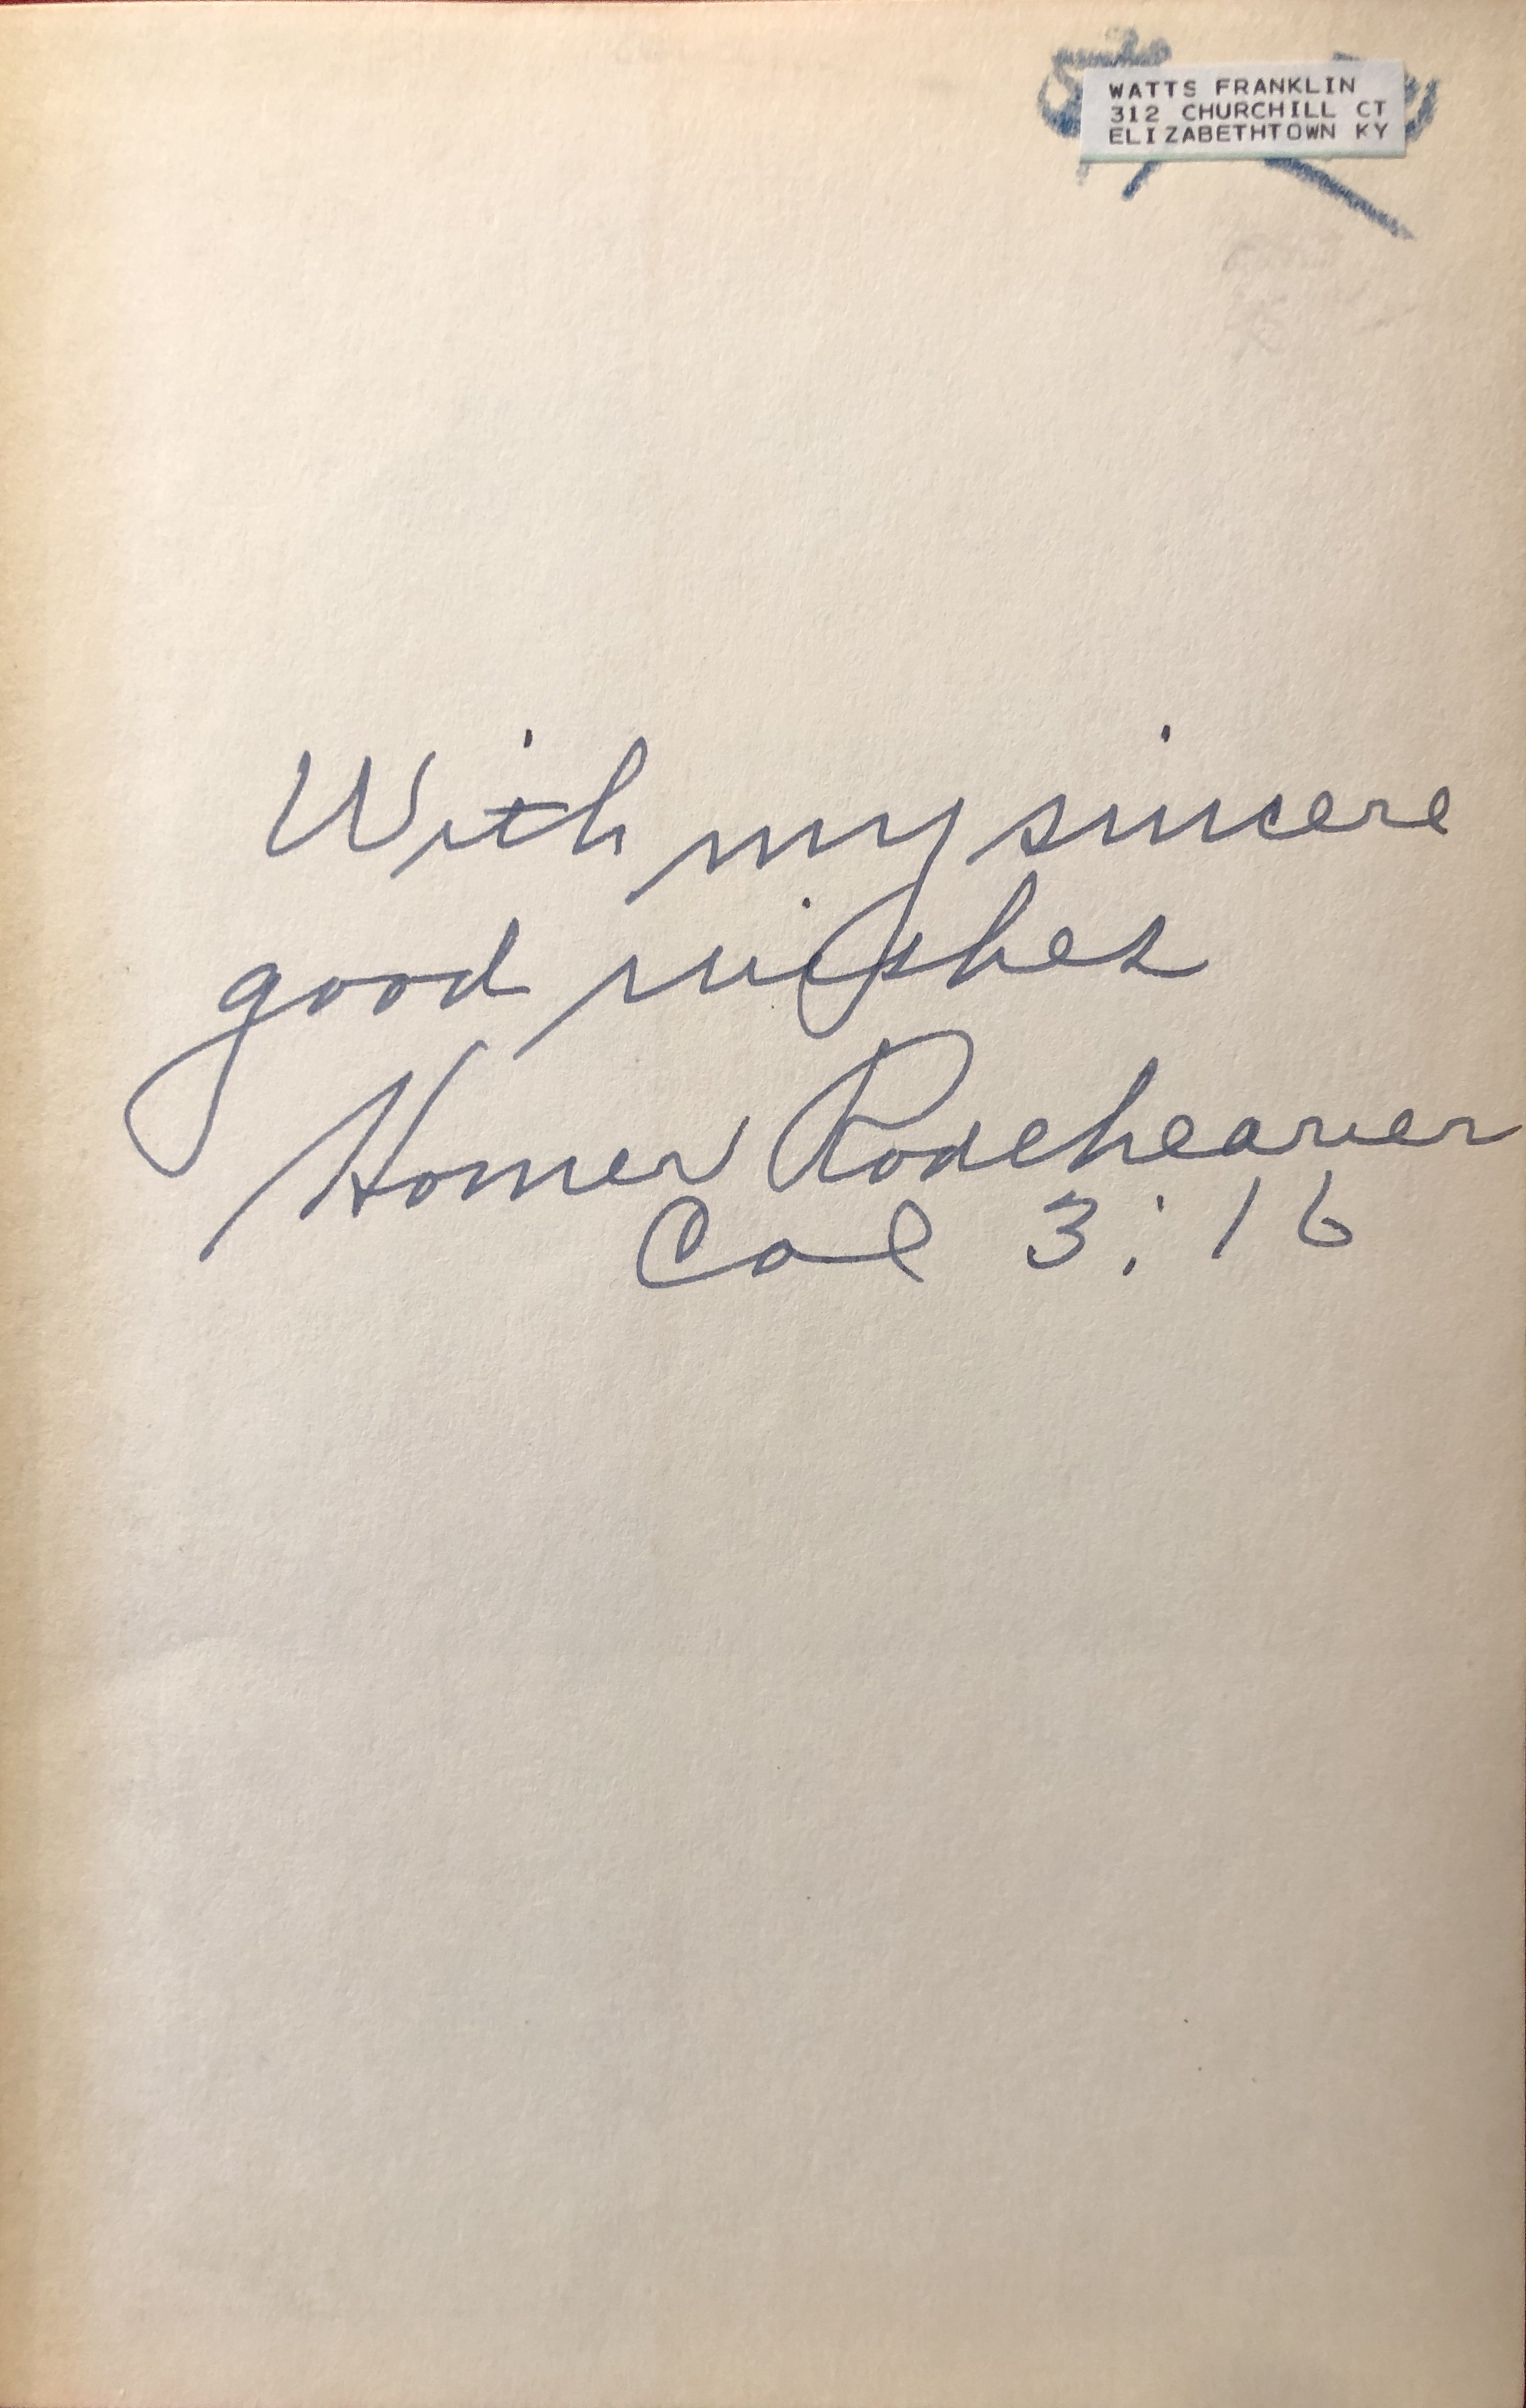 WATTS FRANKLIN
312 CHURCHILL CT
ELIZABETHTOWN KY
With my sincere
good wishes
Homer Rodeheaver
Col 3:16